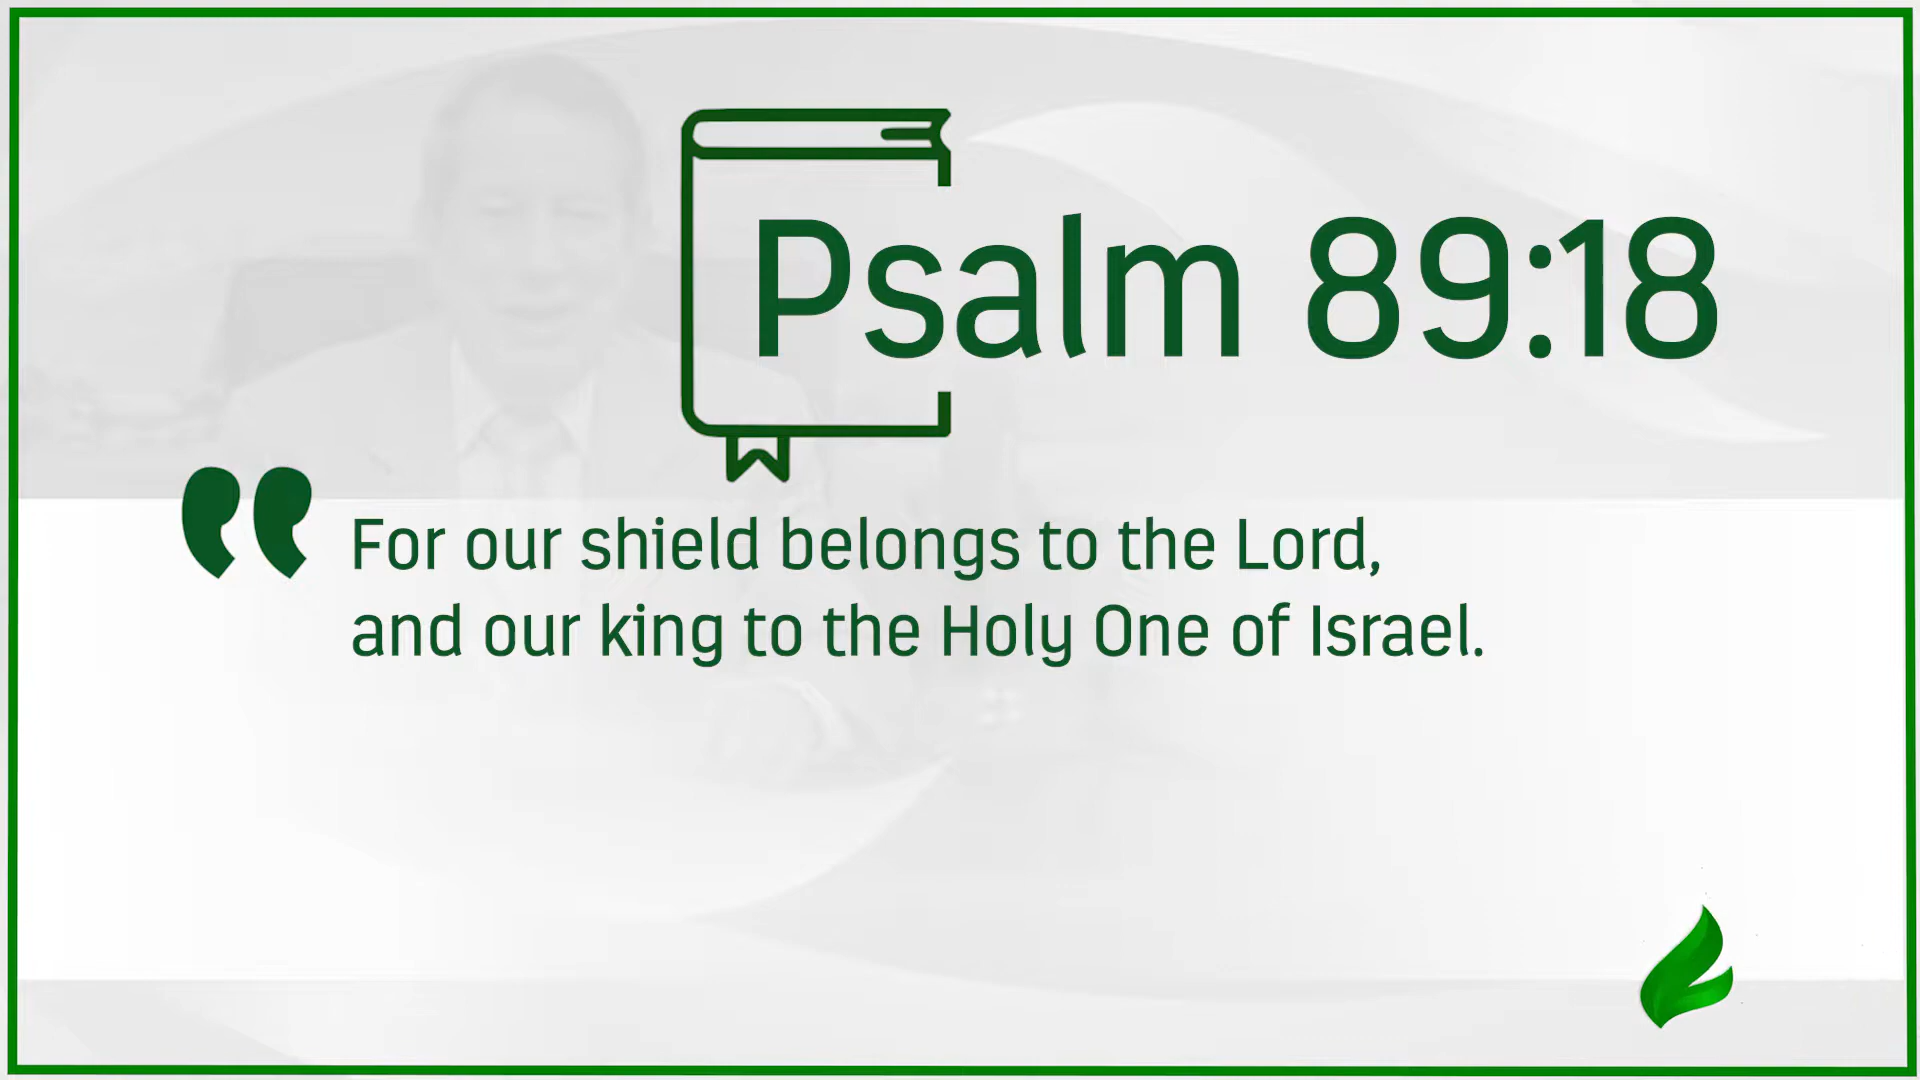 Psalm 89:18
For our shield belongs to the Lord,
and our king to the Holy One of Israel.